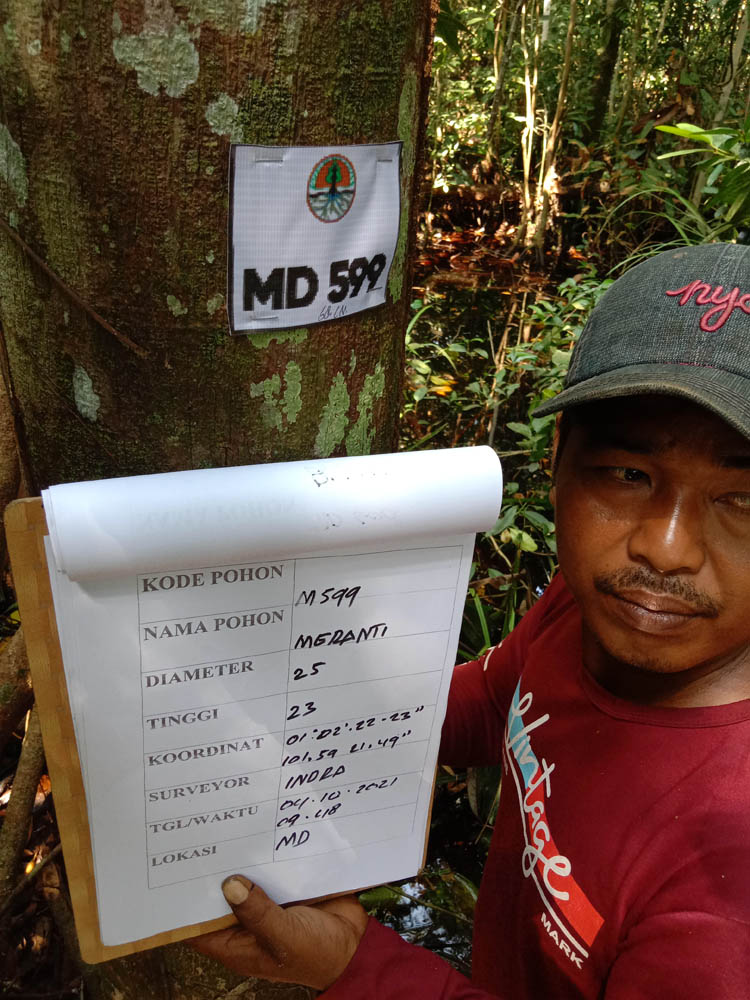 MD 599
nyc
KODE POHON M599
NAMA POHON MERANTI
DIAMETER 25
TINGGI 23
KOORDINAT 01°02'.22-23"
101.59 21.49"
SURVEYOR INDRA
TGL/WAKTU 04.10.2021
09.48
LOKASI MD
Vintage
MARK